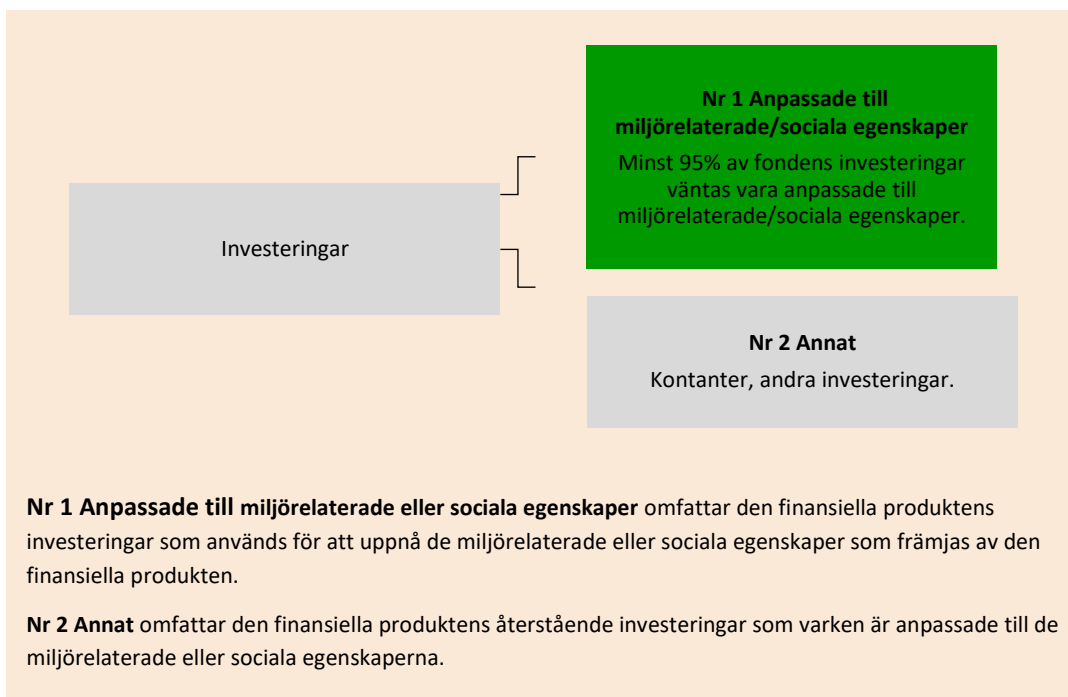 Nr 1 Anpassade till
miljörelaterade/sociala egenskaper
Minst 95% av fondens investeringar
väntas vara anpassade till
miljörelaterade/sociala egenskaper.
Investeringar
Nr 2 Annat
Kontanter, andra investeringar.
Nr 1 Anpassade till miljörelaterade eller sociala egenskaper omfattar den finansiella produktens
investeringar som används för att uppnå de miljörelaterade eller sociala egenskaper som främjas av den
finansiella produkten.
Nr 2 Annat omfattar den finansiella produktens återstående investeringar som varken är anpassade till de
miljörelaterade eller sociala egenskaperna.